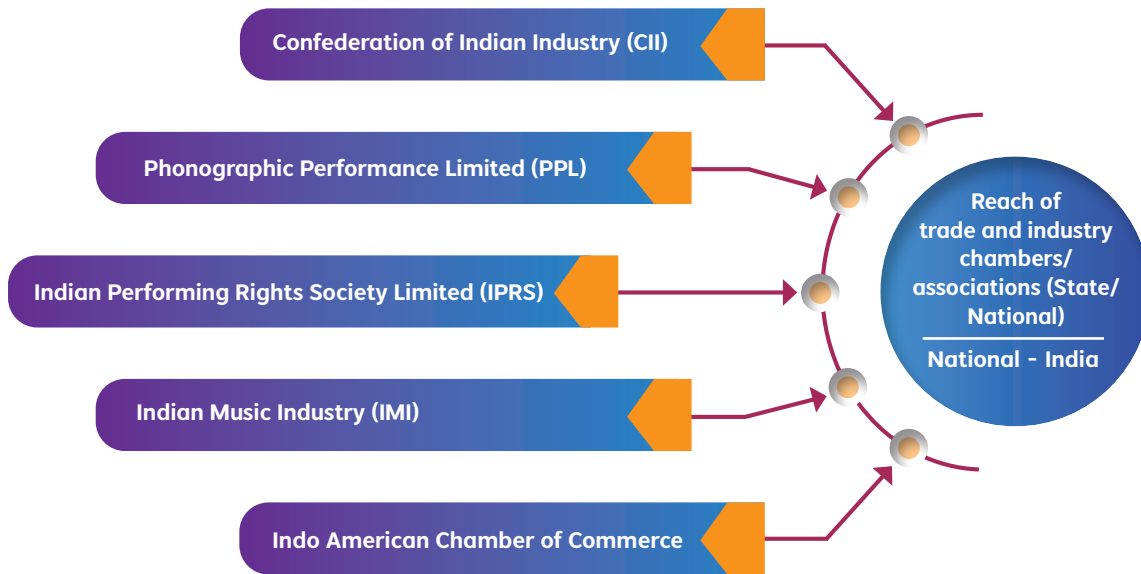 Confederation of Indian Industry (CII)
Phonographic Performance Limited (PPL)
Indian Performing Rights Society Limited (IPRS)
Indian Music Industry (IMI)
Indo American Chamber of Commerce
Reach of
trade and industry
chambers/
associations (State/
National)
National - India